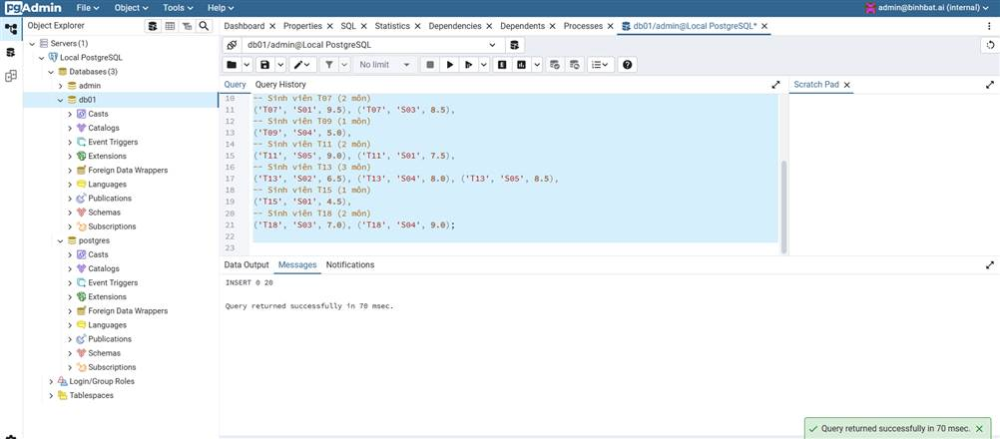 pgAdmin File Object Tools Help admin@binhbat.ai (internal)
Object Explorer
Dashboard Properties SQL Statistics Dependencies Dependents Processes db01/admin@Local PostgreSQL*
Servers (1)
Local PostgreSQL
Databases (3)
admin
db01
Casts
Catalogs
Event Triggers
Extensions
Foreign Data Wrappers
Languages
Publications
Schemas
Subscriptions
postgres
Casts
Catalogs
Event Triggers
Extensions
Foreign Data Wrappers
Languages
Publications
Schemas
Subscriptions
Login/Group Roles
Tablespaces
db01/admin@Local PostgreSQL
No limit
Query Query History
Scratch Pad
10 -- Sinh viên T07 (2 môn)
11 ('T07', 'S01', 9.5), ('T07', 'S03', 8.5),
12 -- Sinh viên T09 (1 môn)
13 ('T09', 'S04', 5.0),
14 -- Sinh viên T11 (2 môn)
15 ('T11', 'S05', 9.0), ('T11', 'S01', 7.5),
16 -- Sinh viên T13 (3 môn)
17 ('T13', 'S02', 6.5), ('T13', 'S04', 8.0), ('T13', 'S05', 8.5),
18 -- Sinh viên T15 (1 môn)
19 ('T15', 'S01', 4.5),
20 -- Sinh viên T18 (2 môn)
21 ('T18', 'S03', 7.0), ('T18', 'S04', 9.0);
22
23
Data Output Messages Notifications
INSERT 0 20
Query returned successfully in 70 msec.
Query returned successfully in 70 msec.